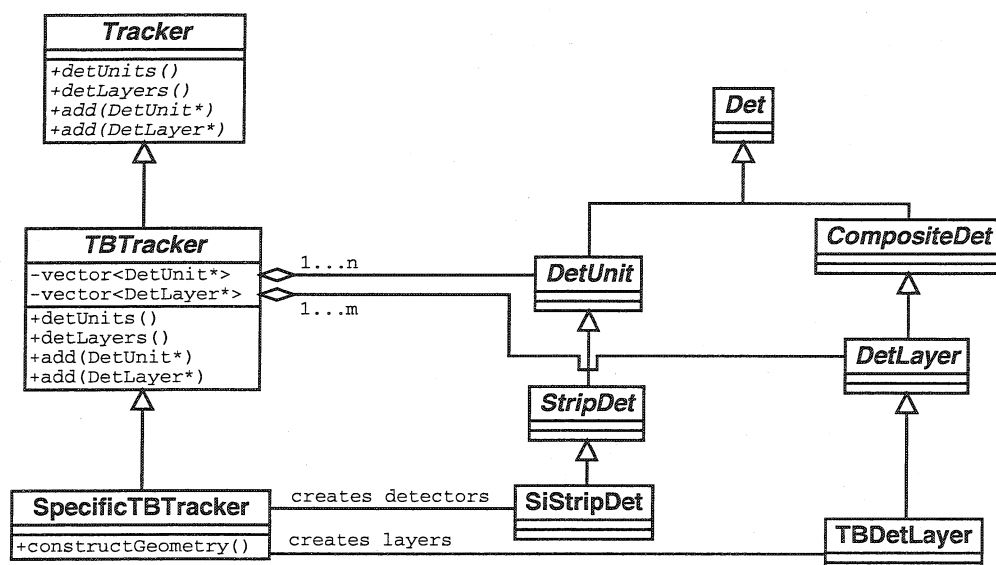 Tracker
+detUnits()
+detLayers()
+add(DetUnit*)
+add(DetLayer*)
Det
TBTracker
-vector<DetUnit*>
-vector<DetLayer*>
+detUnits()
+detLayers()
+add(DetUnit*)
+add(DetLayer*)
1...n
1...m
DetUnit
CompositeDet
DetLayer
StripDet
SpecificTBTracker
+constructGeometry()
creates detectors
creates layers
SiStripDet
TBDetLayer